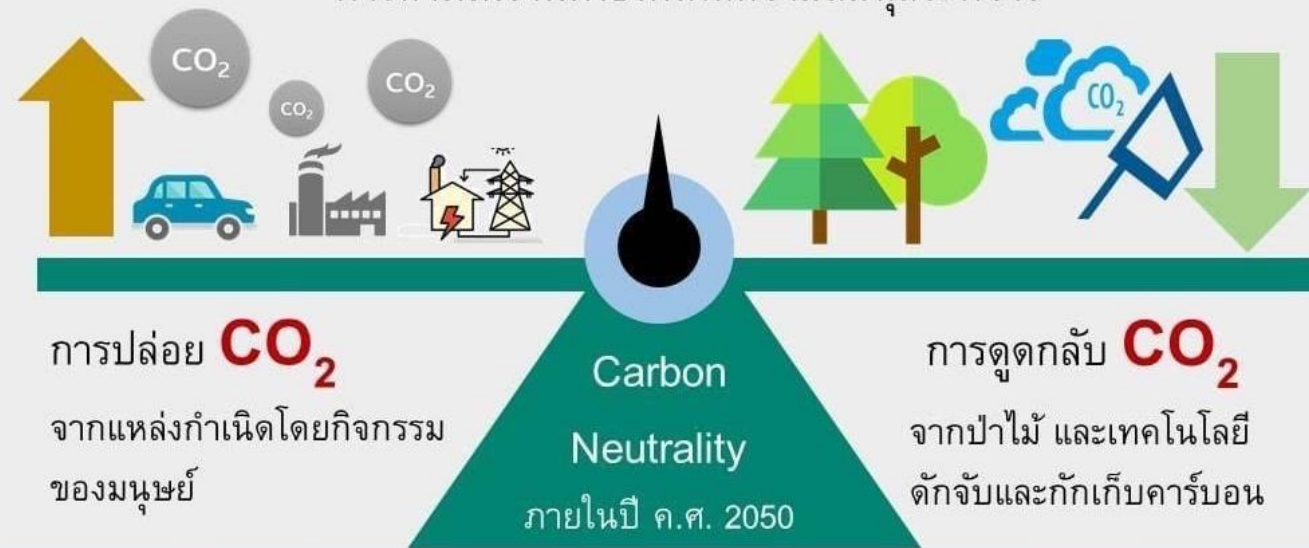 CO₂
CO₂
CO₂
CO₂
การปล่อย CO₂
จากแหล่งกำเนิดโดยกิจกรรม
ของมนุษย์
Carbon
Neutrality
ภายในปี ค.ศ. 2050
การดูดกลับ CO₂
จากป่าไม้ และเทคโนโลยี
ดักจับและกักเก็บคาร์บอน